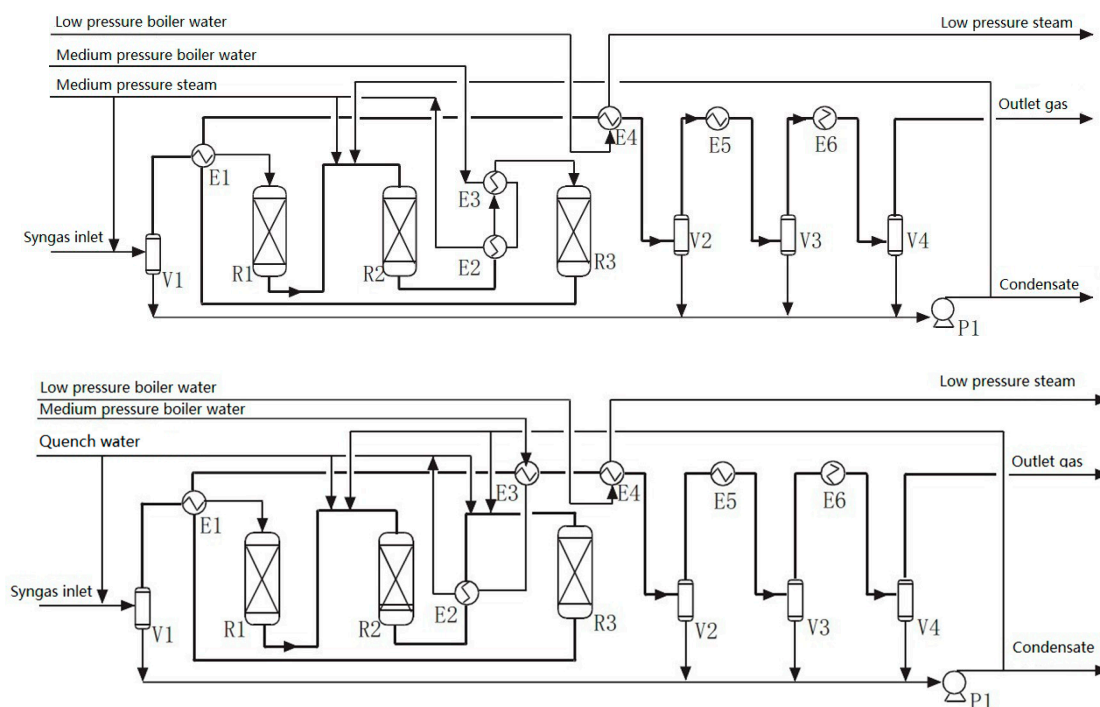 Low pressure boiler water
Low pressure steam
Medium pressure boiler water
Medium pressure steam
Outlet gas
E4
E5
E6
E1
E3
Syngas inlet
V1
R1
R2
E2
R3
V2
V3
V4
Condensate
P1
Low pressure boiler water
Low pressure steam
Medium pressure boiler water
Quench water
Outlet gas
E3
E4
E5
E6
E1
Syngas inlet
V1
R1
R2
E2
R3
V2
V3
V4
Condensate
P1